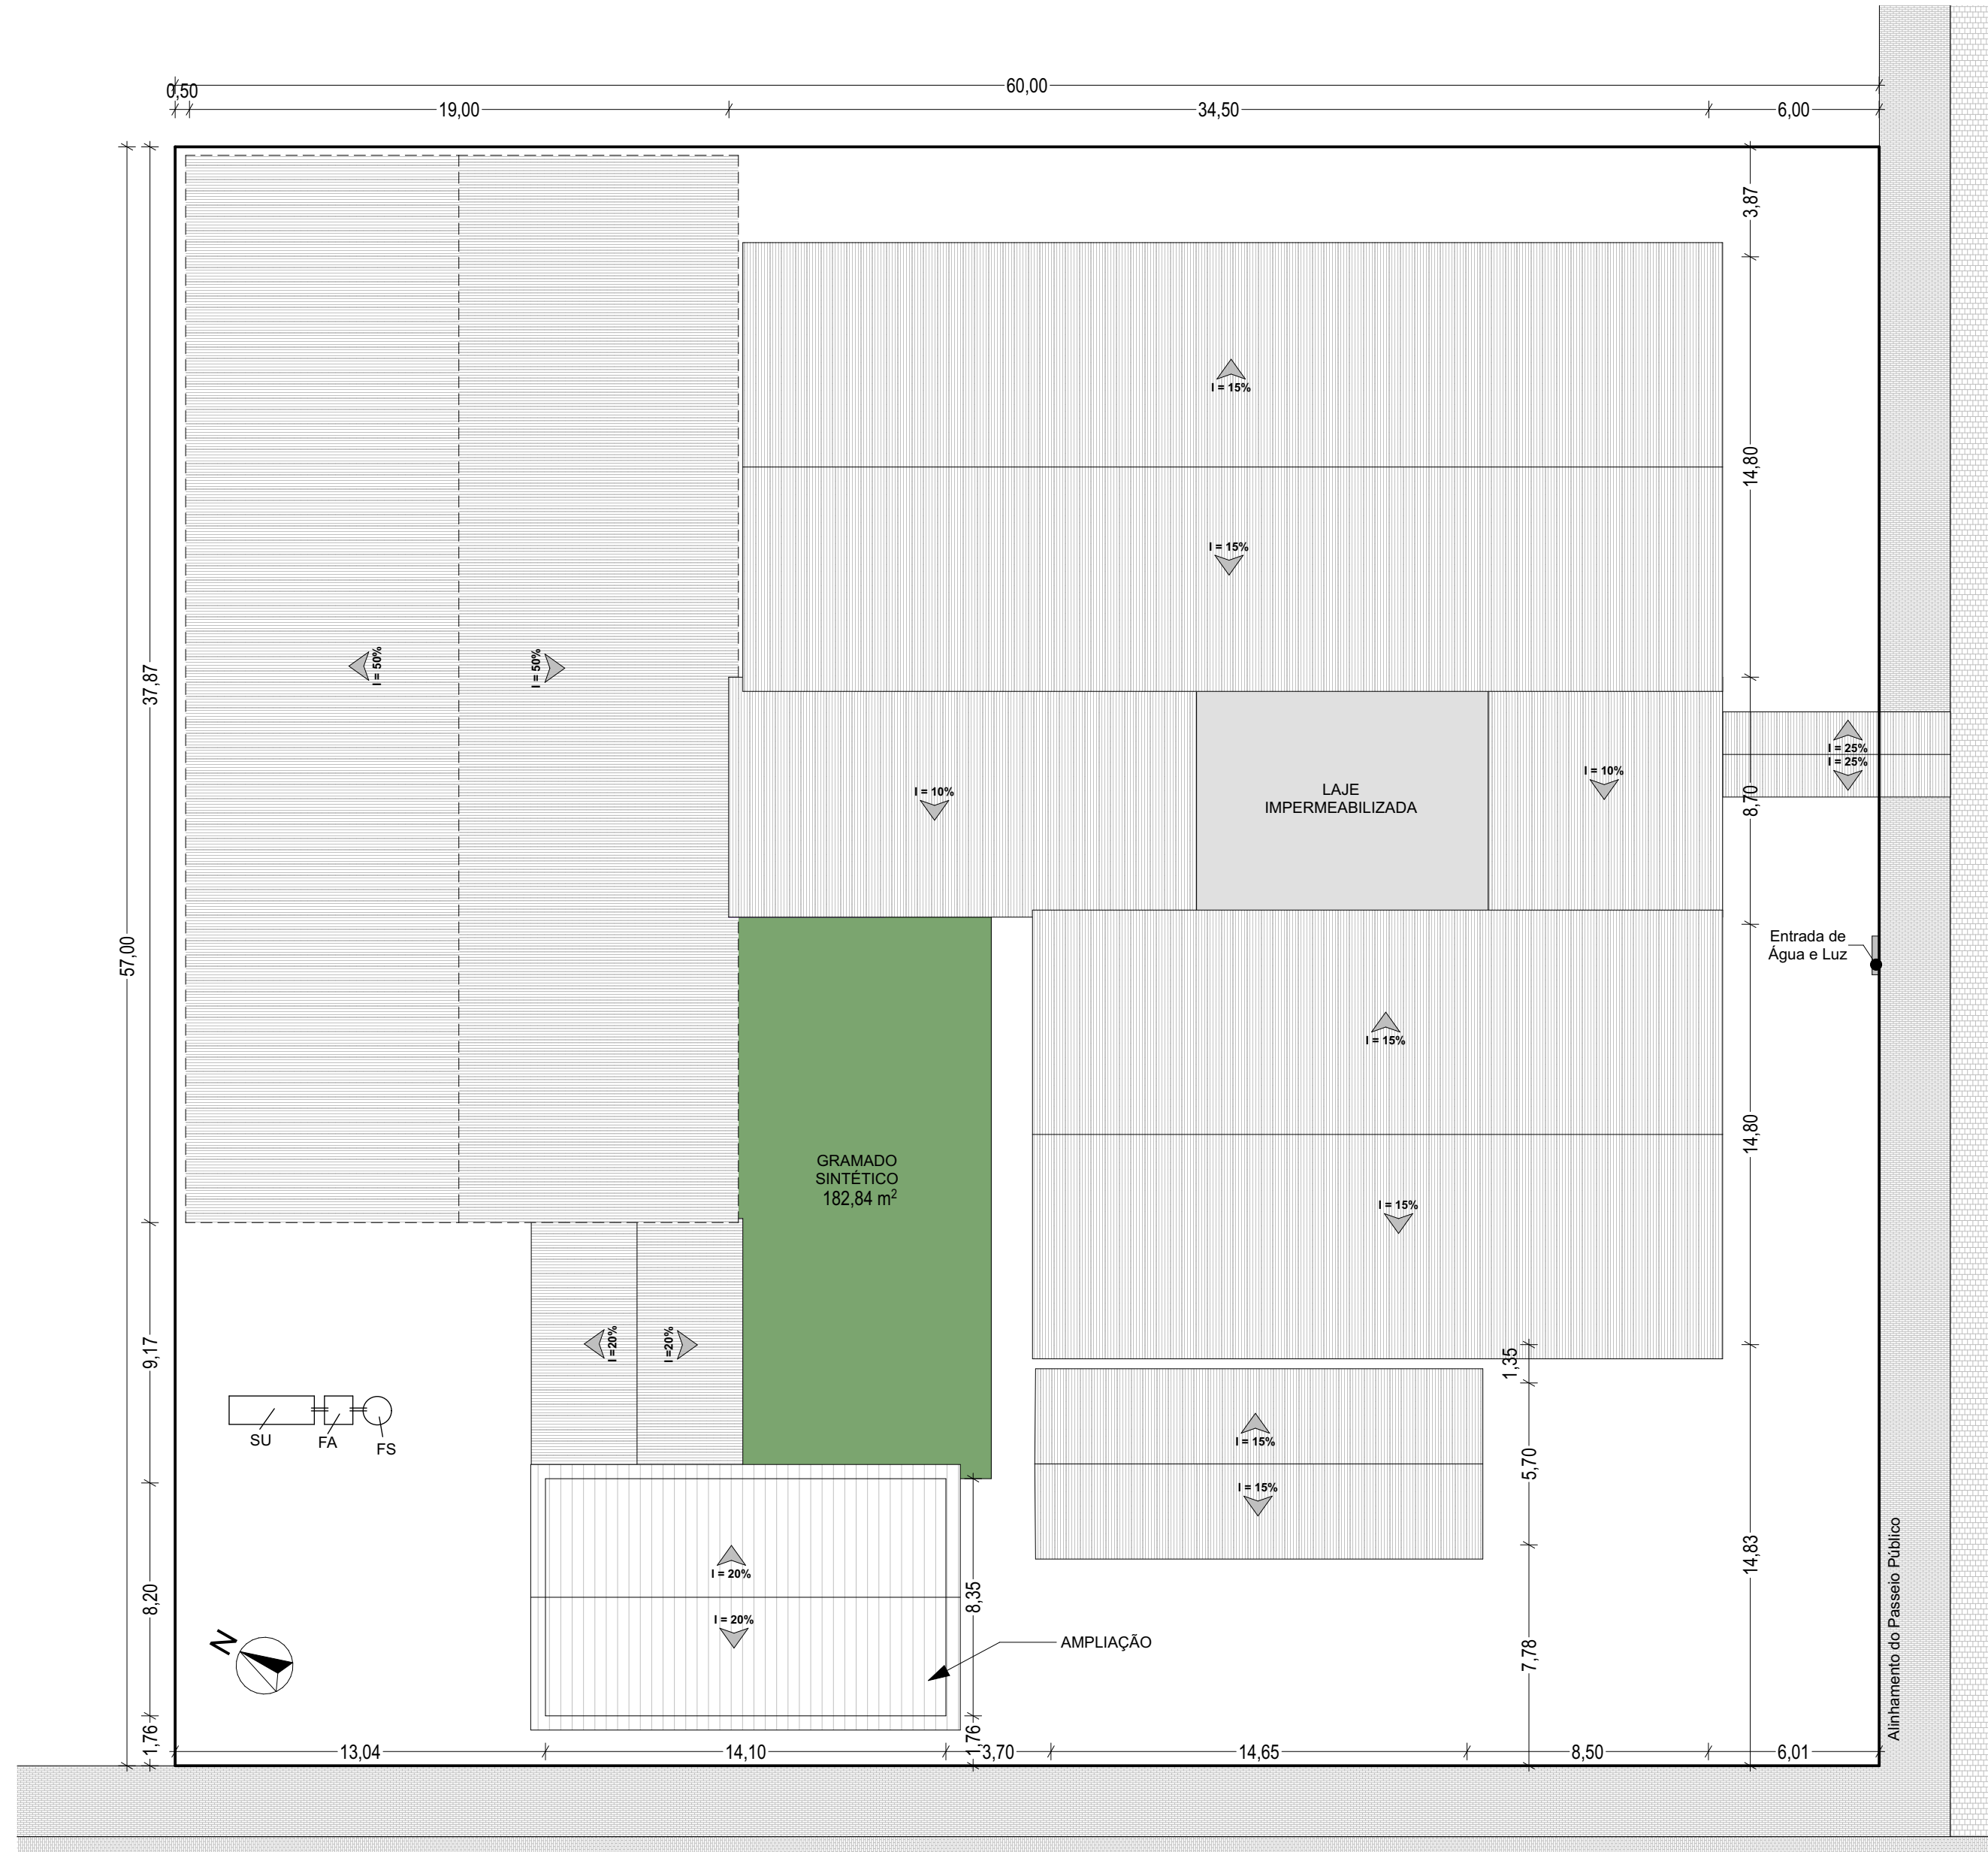 60,00
0,50
19,00
34,50
6,00
3,87
I = 15%
14,80
I = 15%
37,87
I = 50%
I = 50%
I = 25%
I = 25%
I = 10%
I = 10%
8,70
LAJE
IMPERMEABILIZADA
57,00
Entrada de
Água e Luz
I = 15%
14,80
GRAMADO
SINTÉTICO
182,84 m²
I = 15%
9,17
I =20%
I =20%
1,35
SU
FA
FS
I = 15%
5,70
I = 15%
14,83
I = 20%
8,20
8,35
I = 20%
N
AMPLIAÇÃO
7,78
Alinhamento do Passeio Público
1,76
13,04
14,10
1,76
3,70
14,65
8,50
6,01